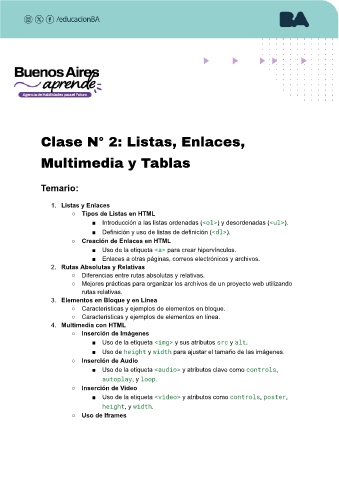 /educacionBA
BA
Buenos Aires
aprende
Agencia de Habilidades para el Futuro
Clase N° 2: Listas, Enlaces,
Multimedia y Tablas
Temario:
1. Listas y Enlaces
○ Tipos de Listas en HTML
■ Introducción a las listas ordenadas (<ol>) y desordenadas (<ul>).
■ Definición y uso de listas de definición (<dl>).
○ Creación de Enlaces en HTML
■ Uso de la etiqueta <a> para crear hipervínculos.
■ Enlaces a otras páginas, correos electrónicos y archivos.
2. Rutas Absolutas y Relativas
○ Diferencias entre rutas absolutas y relativas.
○ Mejores prácticas para organizar los archivos de un proyecto web utilizando
rutas relativas.
3. Elementos en Bloque y en Línea
○ Características y ejemplos de elementos en bloque.
○ Características y ejemplos de elementos en línea.
4. Multimedia con HTML
○ Inserción de Imágenes
■ Uso de la etiqueta <img> y sus atributos src y alt.
■ Uso de height y width para ajustar el tamaño de las imágenes.
○ Inserción de Audio
■ Uso de la etiqueta <audio> y atributos clave como controls,
autoplay, y loop.
○ Inserción de Video
■ Uso de la etiqueta <video> y atributos como controls, poster,
height, y width.
○ Uso de Iframes